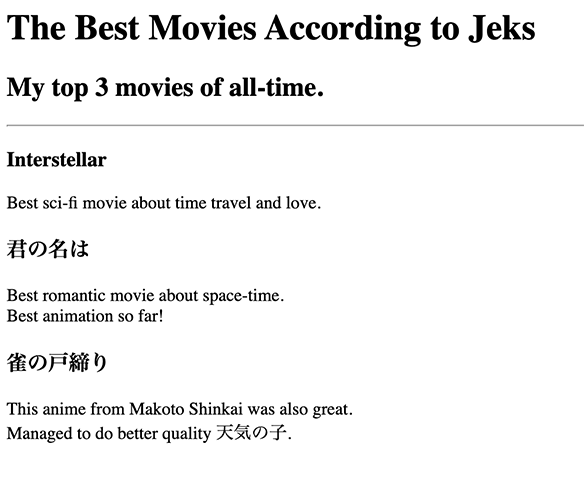 The Best Movies According to Jeks
My top 3 movies of all-time.
Interstellar
Best sci-fi movie about time travel and love.
君の名は
Best romantic movie about space-time.
Best animation so far!
雀の戸締り
This anime from Makoto Shinkai was also great.
Managed to do better quality 天気の子.